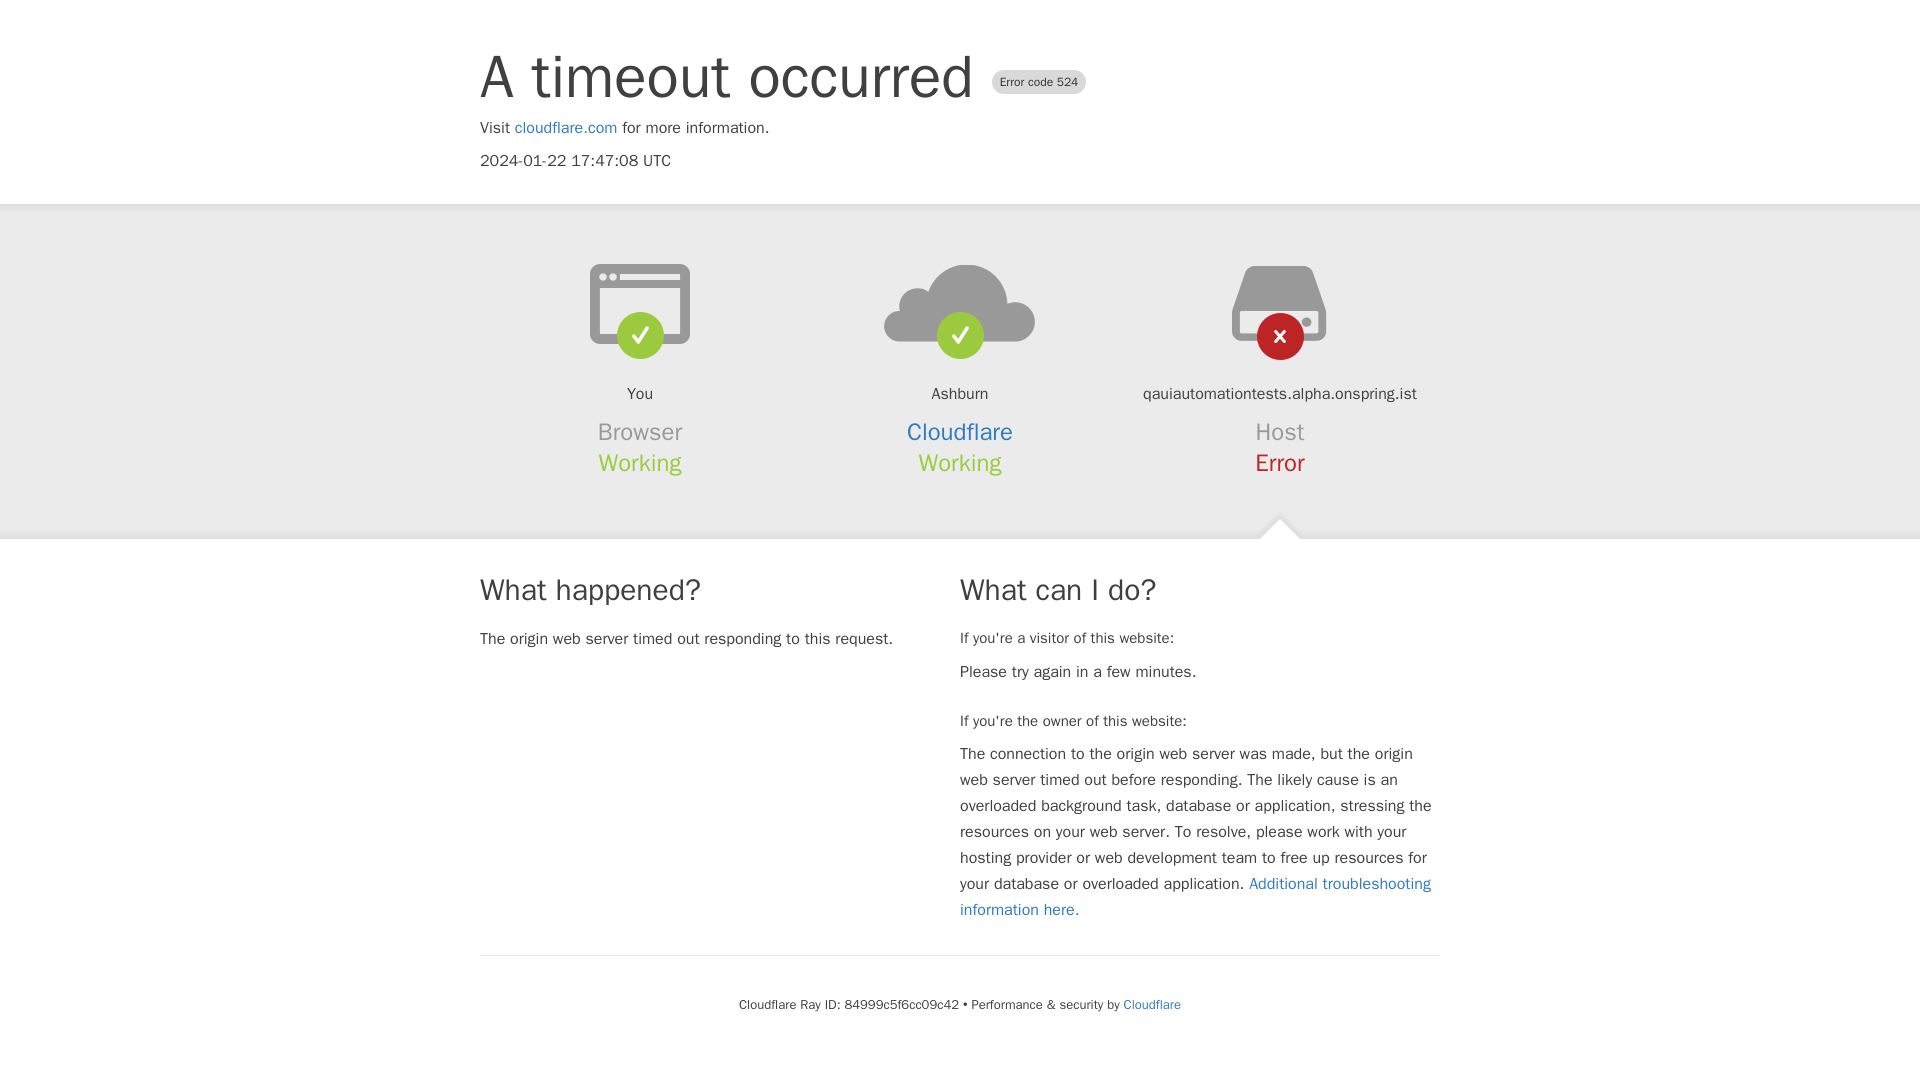 A timeout occurred Error code 524
Visit cloudflare.com for more information.
2024-01-22 17:47:08 UTC
You
Browser
Working
Ashburn
Cloudflare
Working
qauiautomationtests.alpha.onspring.ist
Host
Error
What happened?
The origin web server timed out responding to this request.
What can I do?
If you're a visitor of this website:
Please try again in a few minutes.
If you're the owner of this website:
The connection to the origin web server was made, but the origin
web server timed out before responding. The likely cause is an
overloaded background task, database or application, stressing the
resources on your web server. To resolve, please work with your
hosting provider or web development team to free up resources for
your database or overloaded application. Additional troubleshooting
information here.
Cloudflare Ray ID: 84999c5f6cc09c42 • Performance & security by Cloudflare